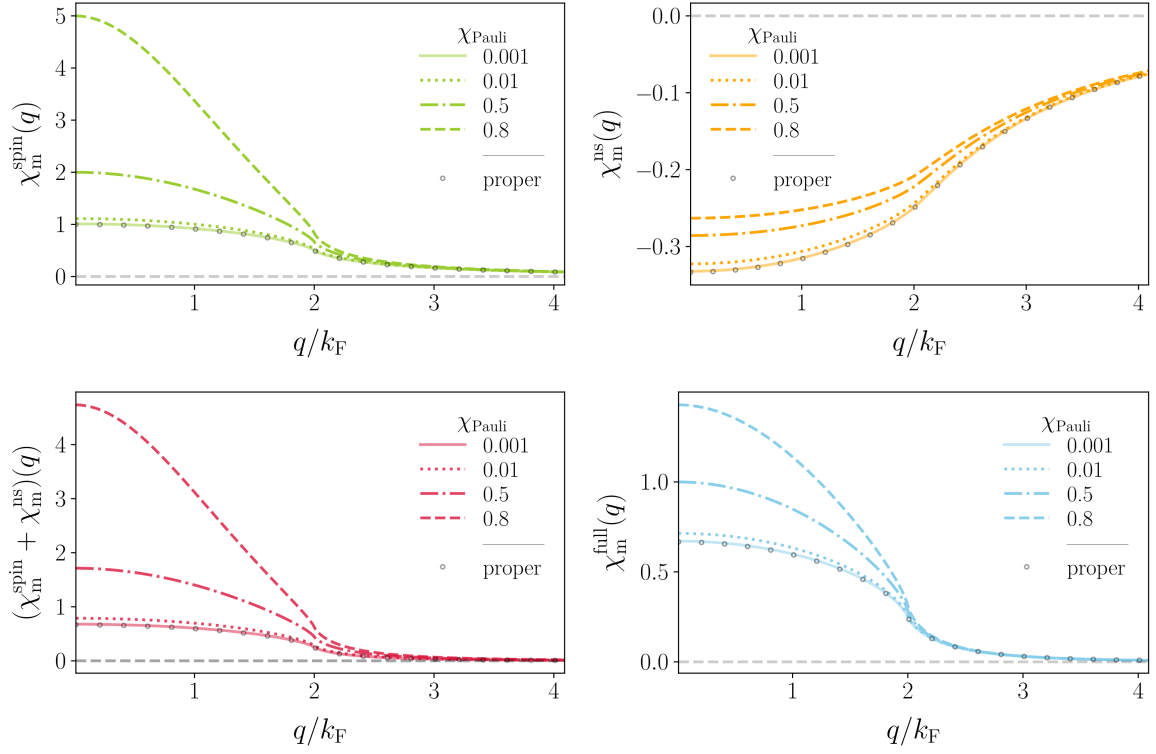 5
4
3
2
1
0
χ_m^spin(q)
χ_Pauli
0.001
0.01
0.5
0.8
proper
1 2 3 4
q/k_F
0.0
−0.1
−0.2
−0.3
χ_m^ns(q)
χ_Pauli
0.001
0.01
0.5
0.8
proper
1 2 3 4
q/k_F
4
3
2
1
0
(χ_m^spin + χ_m^ns)(q)
χ_Pauli
0.001
0.01
0.5
0.8
proper
1 2 3 4
q/k_F
1.0
0.5
0.0
χ_m^full(q)
χ_Pauli
0.001
0.01
0.5
0.8
proper
1 2 3 4
q/k_F